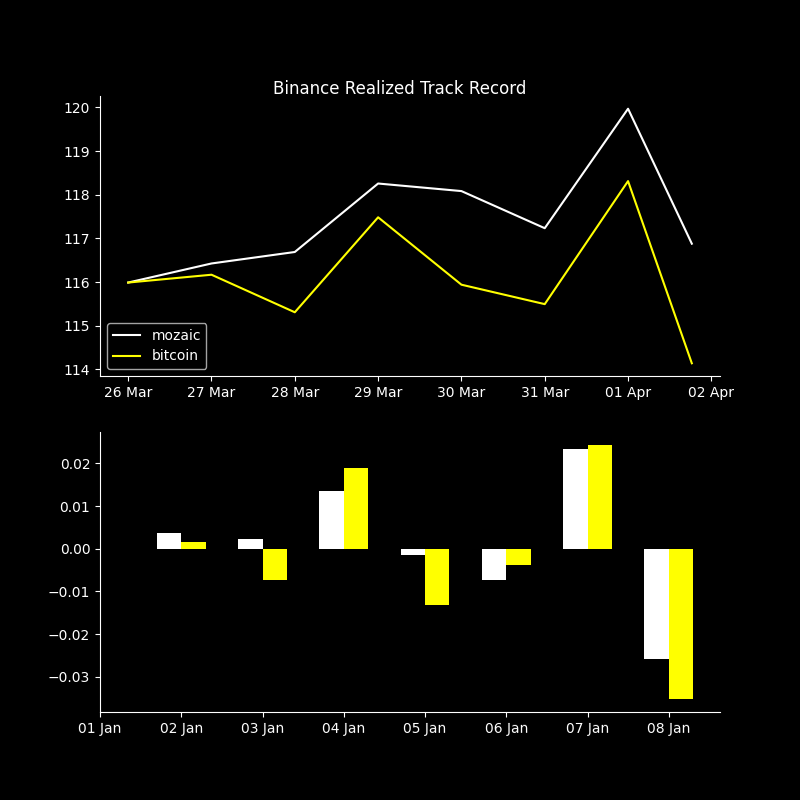 Binance Realized Track Record
120
119
118
117
116
115
114
mozaic
bitcoin
26 Mar 27 Mar 28 Mar 29 Mar 30 Mar 31 Mar 01 Apr 02 Apr
0.02
0.01
0.00
−0.01
−0.02
−0.03
01 Jan 02 Jan 03 Jan 04 Jan 05 Jan 06 Jan 07 Jan 08 Jan